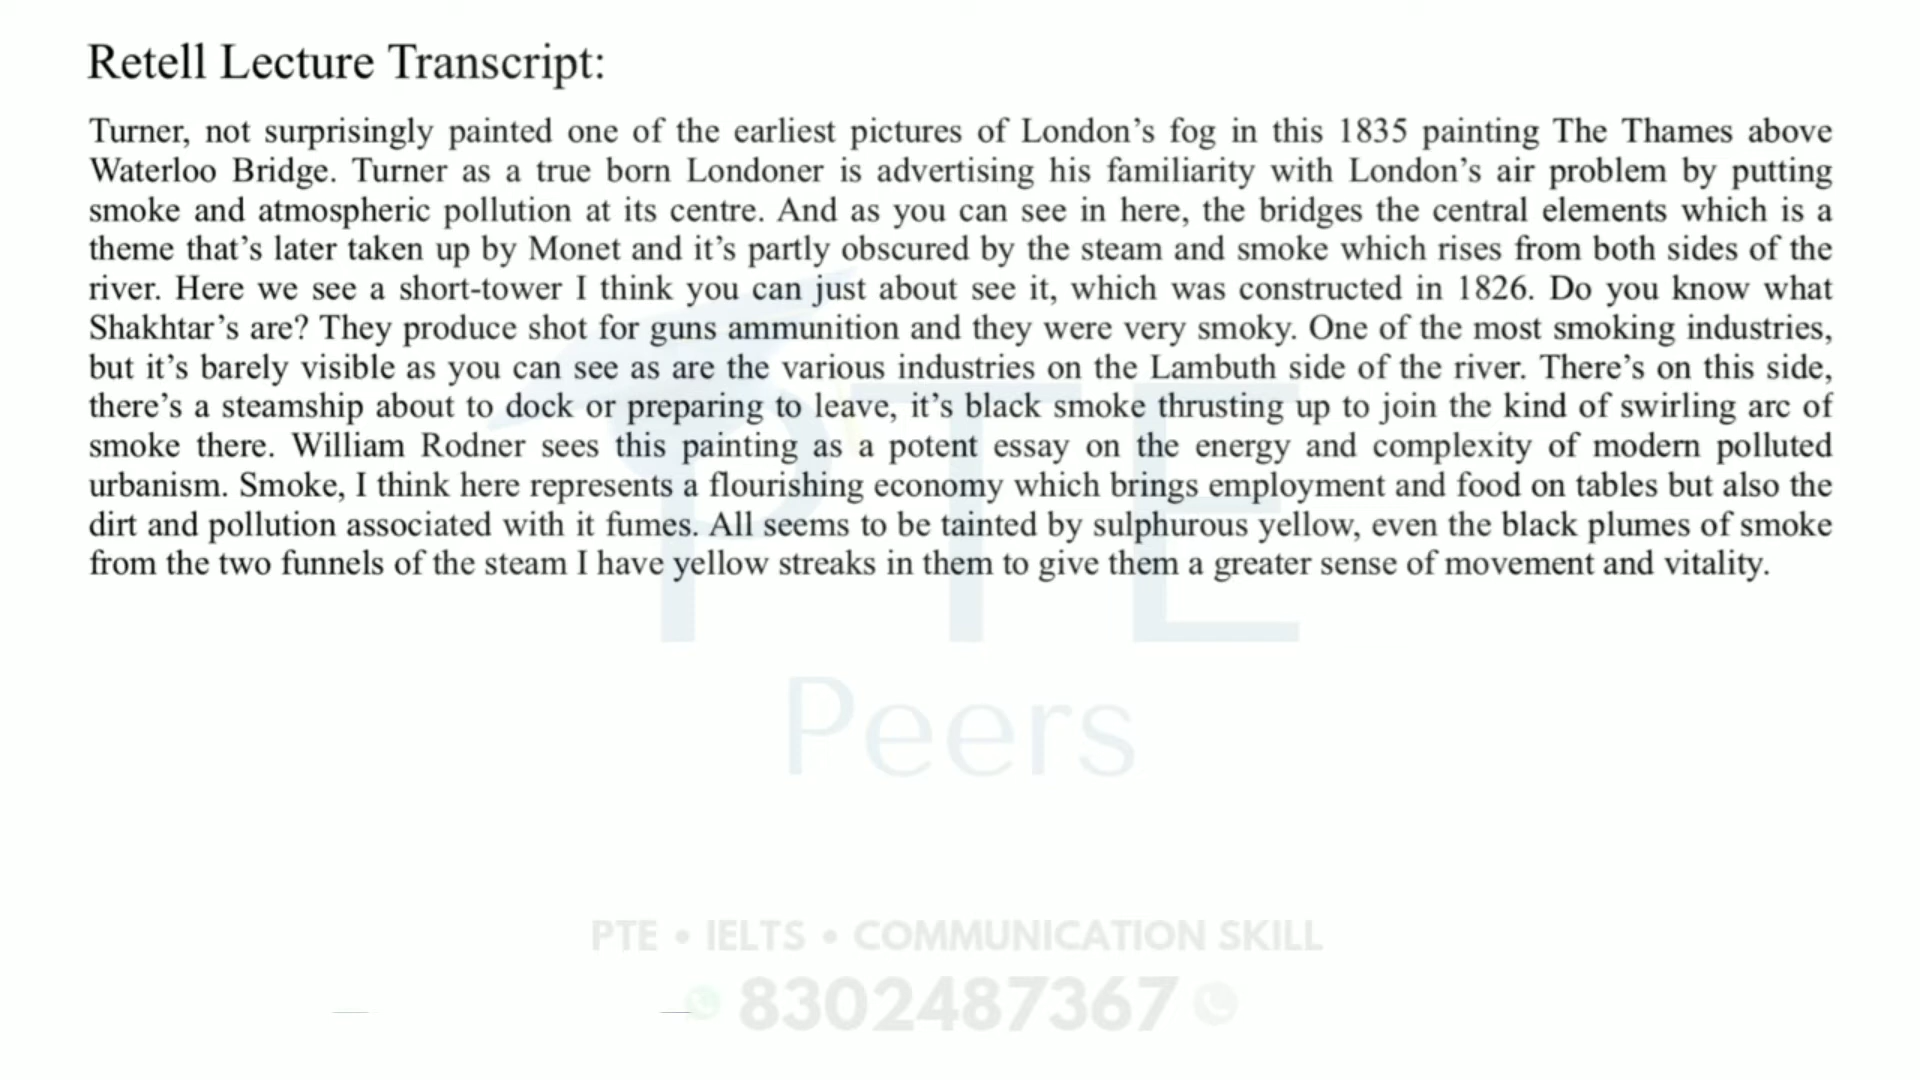 Retell Lecture Transcript:
Turner, not surprisingly painted one of the earliest pictures of London's fog in this 1835 painting The Thames above
Waterloo Bridge. Turner as a true born Londoner is advertising his familiarity with London's air problem by putting
smoke and atmospheric pollution at its centre. And as you can see in here, the bridges the central elements which is a
theme that's later taken up by Monet and it's partly obscured by the steam and smoke which rises from both sides of the
river. Here we see a short-tower I think you can just about see it, which was constructed in 1826. Do you know what
Shakhtar's are? They produce shot for guns ammunition and they were very smoky. One of the most smoking industries,
but it's barely visible as you can see as are the various industries on the Lambuth side of the river. There's on this side,
there's a steamship about to dock or preparing to leave, it's black smoke thrusting up to join the kind of swirling arc of
smoke there. William Rodner sees this painting as a potent essay on the energy and complexity of modern polluted
urbanism. Smoke, I think here represents a flourishing economy which brings employment and food on tables but also the
dirt and pollution associated with it fumes. All seems to be tainted by sulphurous yellow, even the black plumes of smoke
from the two funnels of the steam I have yellow streaks in them to give them a greater sense of movement and vitality.
PTE
Peers
PTE • IELTS • COMMUNICATION SKILL
8302487367